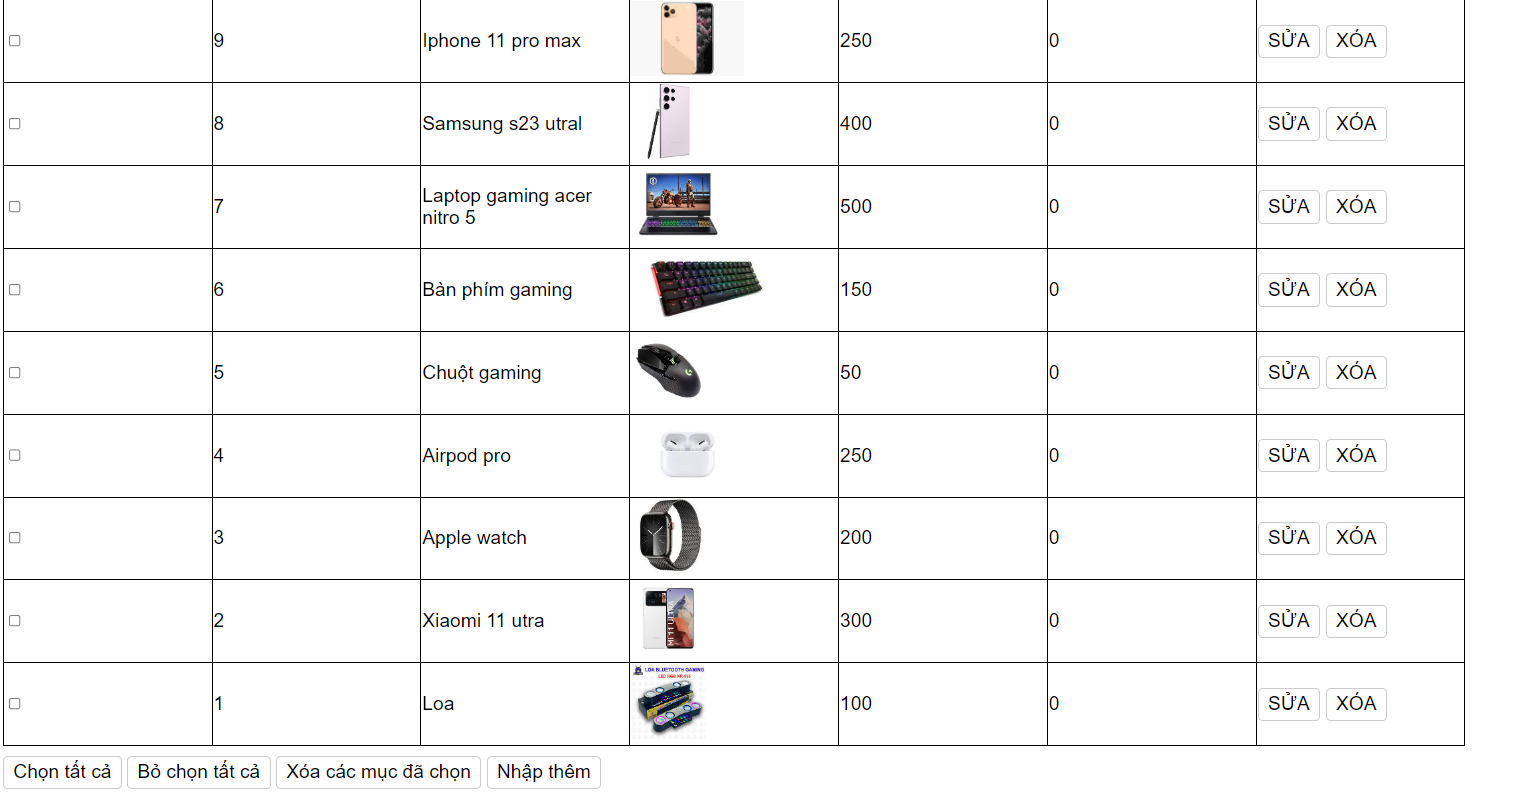 9 Iphone 11 pro max 250 0 SỬA XÓA
8 Samsung s23 utral 400 0 SỬA XÓA
7 Laptop gaming acer nitro 5 500 0 SỬA XÓA
6 Bàn phím gaming 150 0 SỬA XÓA
5 Chuột gaming 50 0 SỬA XÓA
4 Airpod pro 250 0 SỬA XÓA
3 Apple watch 200 0 SỬA XÓA
2 Xiaomi 11 utra 300 0 SỬA XÓA
LOA BLUETOOTH GAMING
1 Loa 100 0 SỬA XÓA
Chọn tất cả Bỏ chọn tất cả Xóa các mục đã chọn Nhập thêm